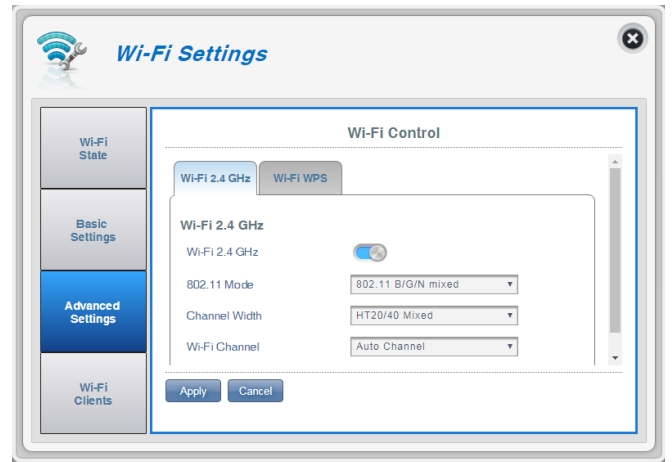 Wi-Fi Settings
Wi-Fi
State
Basic
Settings
Advanced
Settings
Wi-Fi
Clients
Wi-Fi Control
Wi-Fi 2.4 GHz
Wi-Fi WPS
Wi-Fi 2.4 GHz
Wi-Fi 2.4 GHz
802.11 Mode
802.11 B/G/N mixed
Channel Width
HT20/40 Mixed
Wi-Fi Channel
Auto Channel
Apply
Cancel